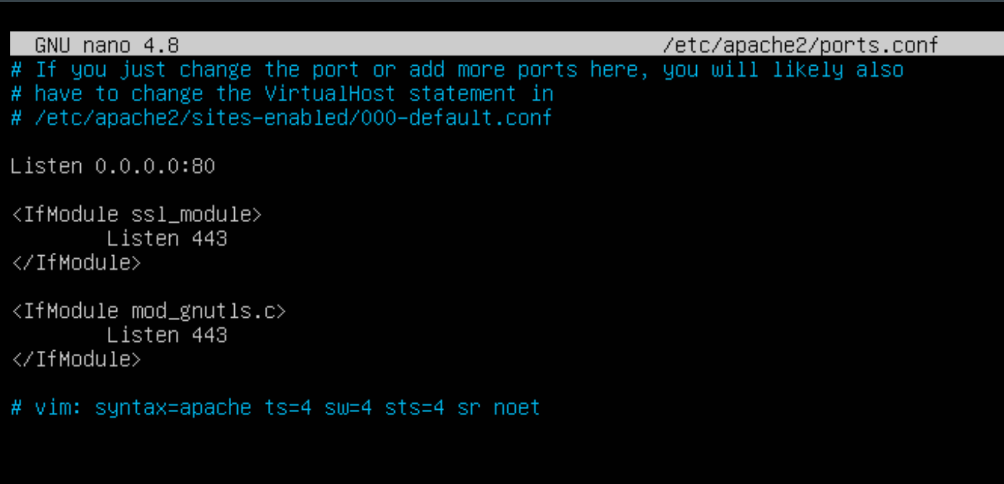 GNU nano 4.8 /etc/apache2/ports.conf
# If you just change the port or add more ports here, you will likely also
# have to change the VirtualHost statement in
# /etc/apache2/sites-enabled/000-default.conf
Listen 0.0.0.0:80
<IfModule ssl_module>
Listen 443
</IfModule>
<IfModule mod_gnutls.c>
Listen 443
</IfModule>
# vim: syntax=apache ts=4 sw=4 sts=4 sr noet